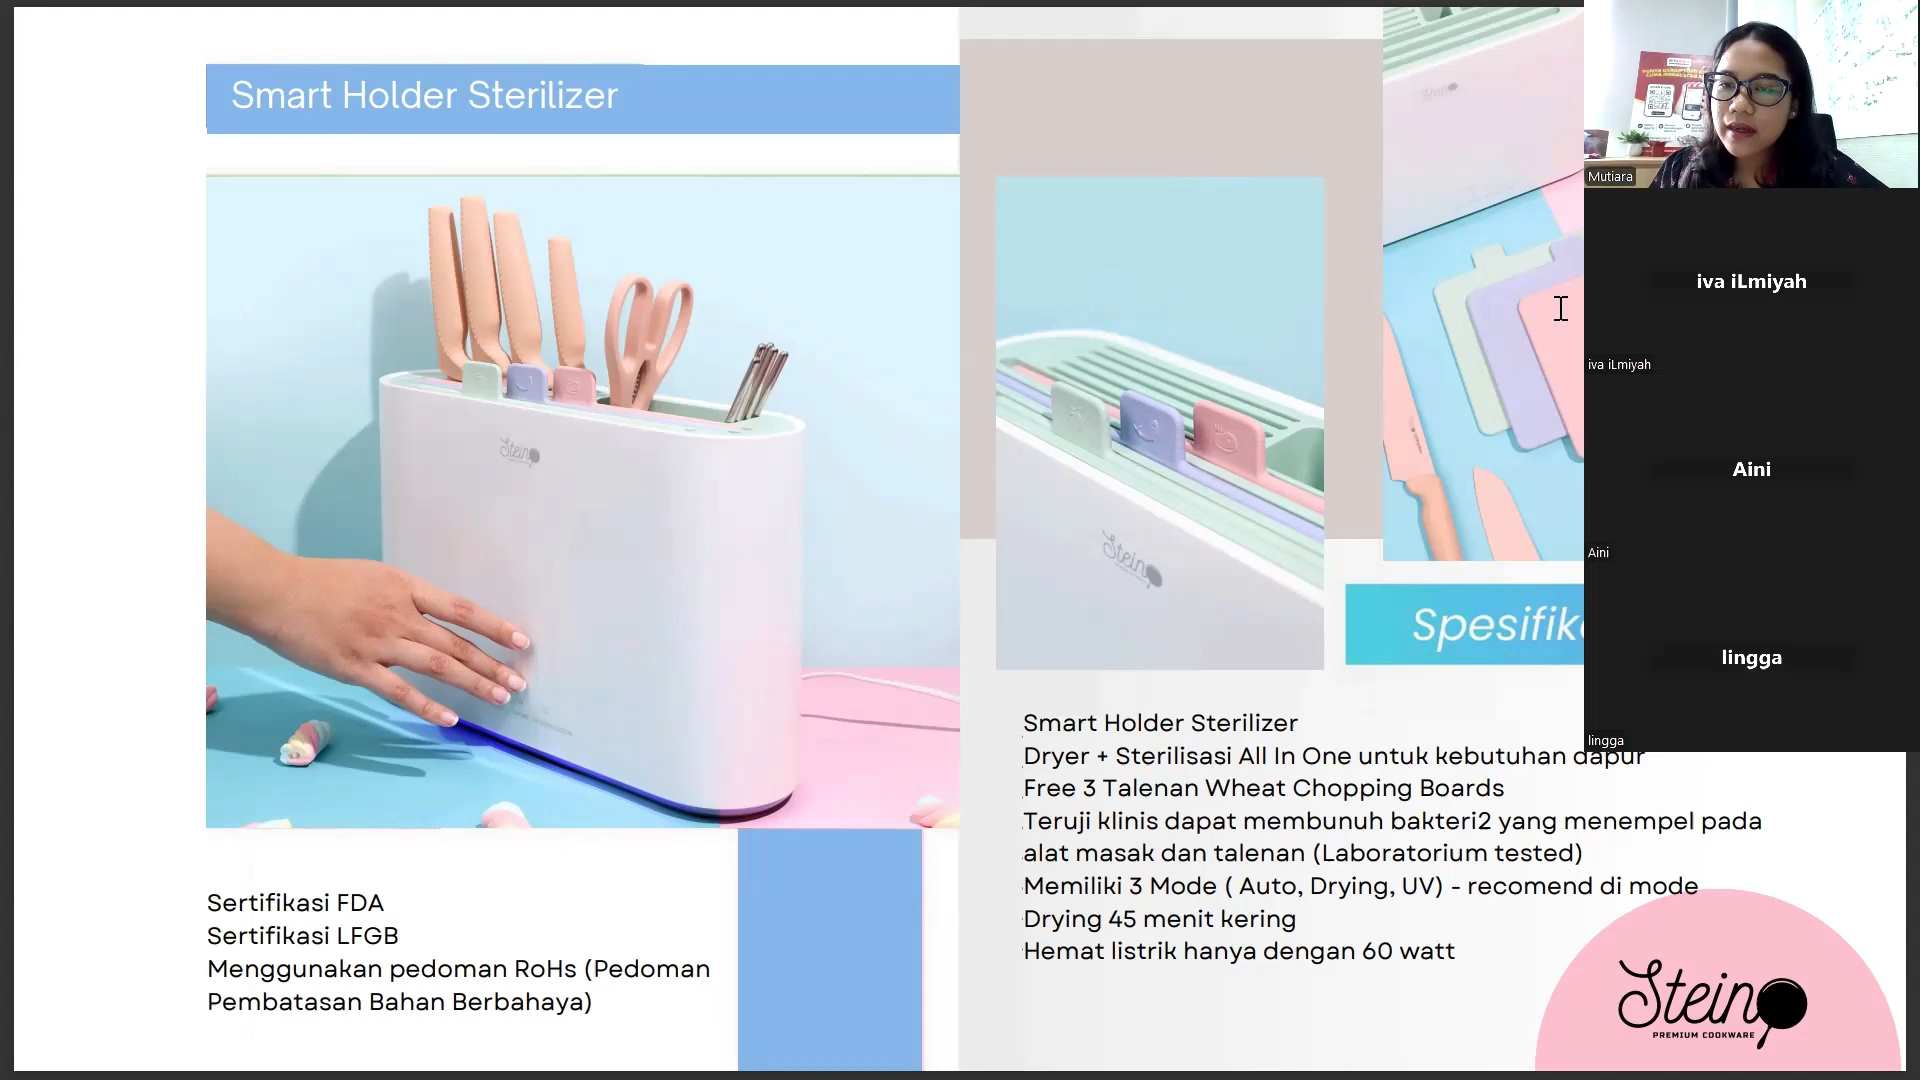 Smart Holder Sterilizer
Stein
Stein
Sertifikasi FDA
Sertifikasi LFGB
Menggunakan pedoman RoHs (Pedoman
Pembatasan Bahan Berbahaya)
Spesifik
Smart Holder Sterilizer
Dryer + Sterilisasi All In One untuk kebutuhan dapur
Free 3 Talenan Wheat Chopping Boards
Teruji klinis dapat membunuh bakteri2 yang menempel pada
alat masak dan talenan (Laboratorium tested)
Memiliki 3 Mode ( Auto, Drying, UV) - recomend di mode
Drying 45 menit kering
Hemat listrik hanya dengan 60 watt
Stein
PREMIUM COOKWARE
Mutiara
iva iLmiyah
iva iLmiyah
Aini
Aini
lingga
lingga